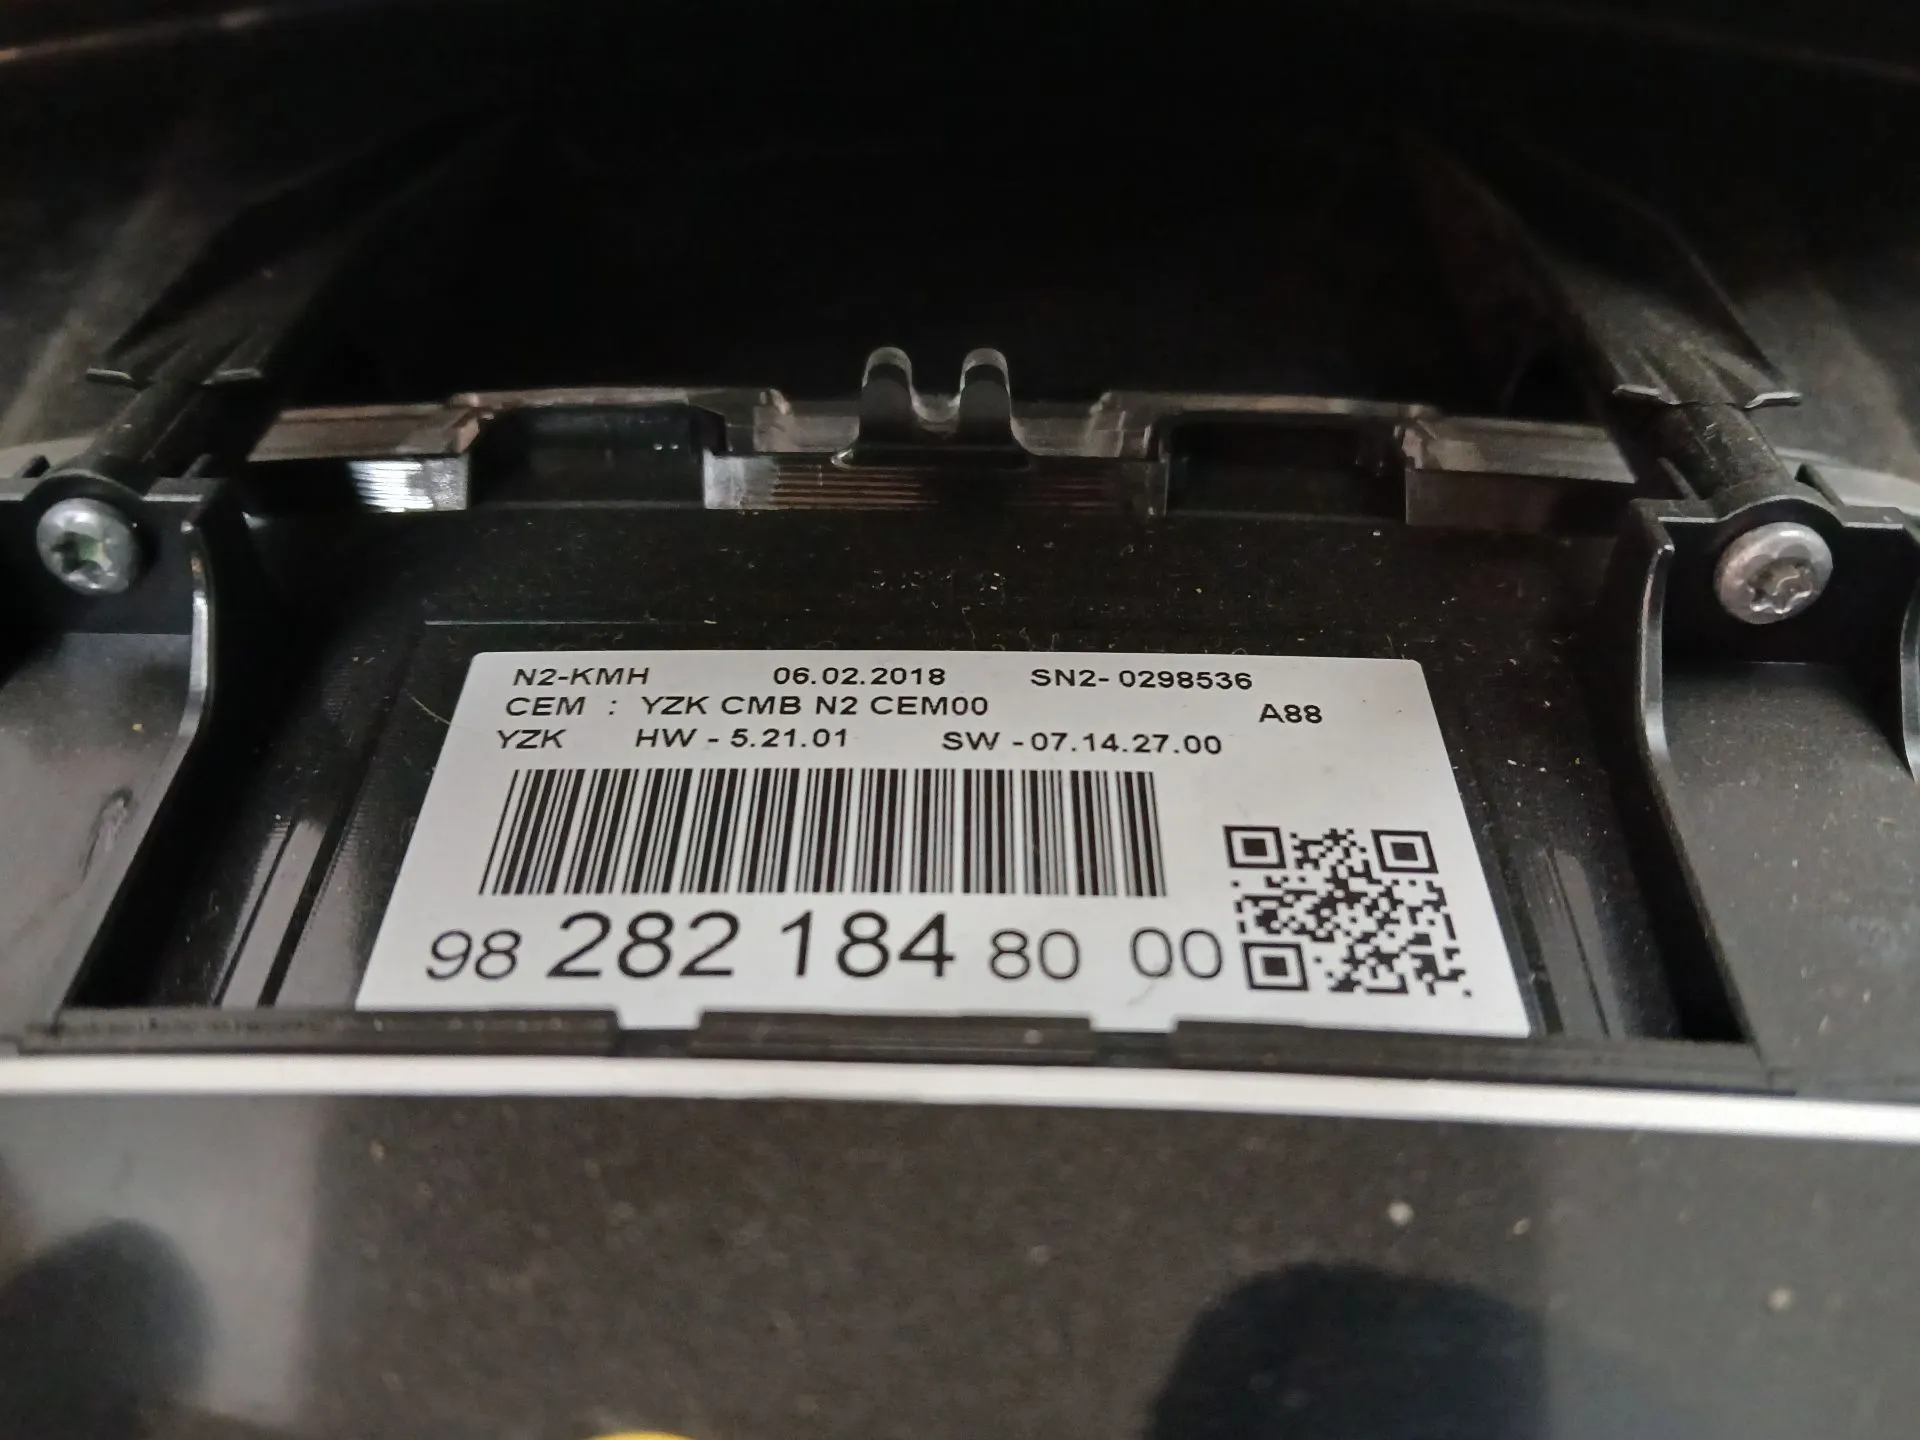 N2-KMH 06.02.2018 SN2- 0298536
CEM : YZK CMB N2 CEM00 A88
YZK HW - 5.21.01 SW -07.14.27.00
98 282 184 80 00